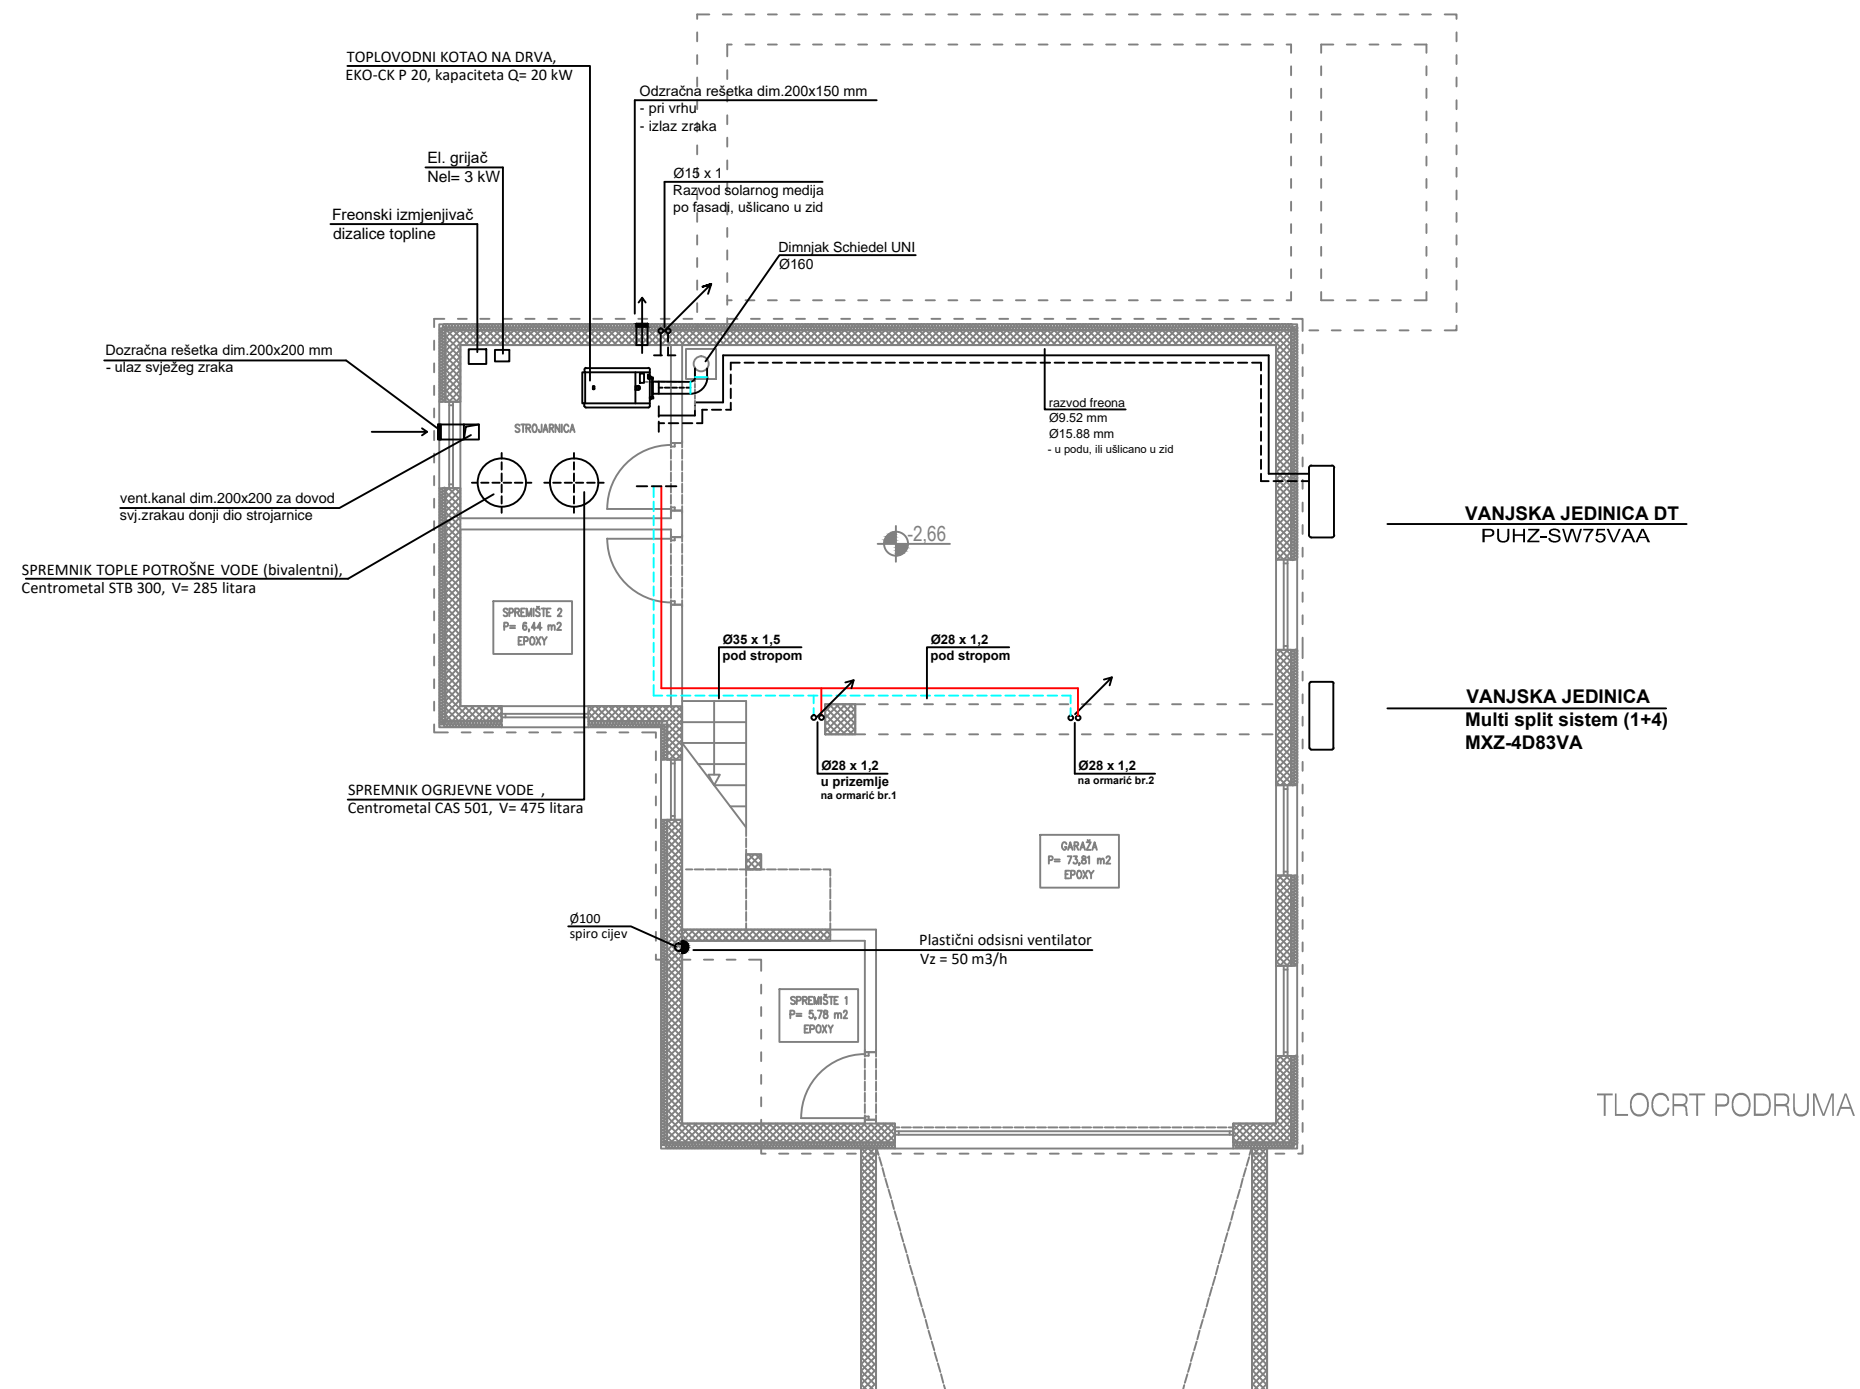 TOPLOVODNI KOTAO NA DRVA,
EKO-CK P 20, kapaciteta Q= 20 kW
Odzračna rešetka dim.200x150 mm
- pri vrhu
- izlaz zraka
El. grijač
Nel= 3 kW
Ø15 x 1
Razvod solarnog medija
po fasadi, ušlicano u zid
Freonski izmjenjivač
dizalice topline
Dimnjak Schiedel UNI
Ø160
Dozračna rešetka dim.200x200 mm
- ulaz svježeg zraka
razvod freona
Ø9.52 mm
Ø15.88 mm
- u podu, ili ušlicano u zid
STROJARNICA
vent.kanal dim.200x200 za dovod
svj.zrakau donji dio strojarnice
VANJSKA JEDINICA DT
PUHZ-SW75VAA
-2,66
SPREMNIK TOPLE POTROŠNE VODE (bivalentni),
Centrometal STB 300, V= 285 litara
SPREMIŠTE 2
P= 6,44 m2
EPOXY
Ø35 x 1,5
pod stropom
Ø28 x 1,2
pod stropom
VANJSKA JEDINICA
Multi split sistem (1+4)
MXZ-4D83VA
Ø28 x 1,2
u prizemlje
na ormarić br.1
Ø28 x 1,2
na ormarić br.2
SPREMNIK OGRJEVNE VODE ,
Centrometal CAS 501, V= 475 litara
GARAŽA
P= 73,81 m2
EPOXY
Ø100
spiro cijev
Plastični odsisni ventilator
Vz = 50 m3/h
SPREMIŠTE 1
P= 5,78 m2
EPOXY
TLOCRT PODRUMA